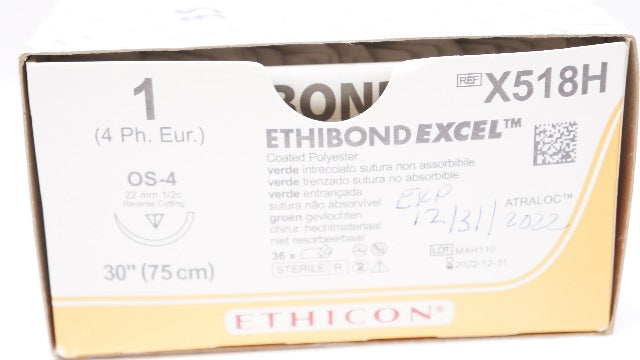 1
(4 Ph. Eur.)
OS-4
22 mm 1/2c
Reverse Cutting
30" (75 cm)
BOND
REF X518H
ETHIBOND EXCEL™
Coated Polyester
verde intrecciato sutura non assorbibile
verde trenzado sutura no absorbible
verde entrançada
sutura não absorvível
groen gevlochten
chirur. hechtmateriaal
niet resorbeerbaar
EXP
12/31/2022
ATRALOC™
36 x
STERILE R
LOT MAH110
2022-12-31
ETHICON®